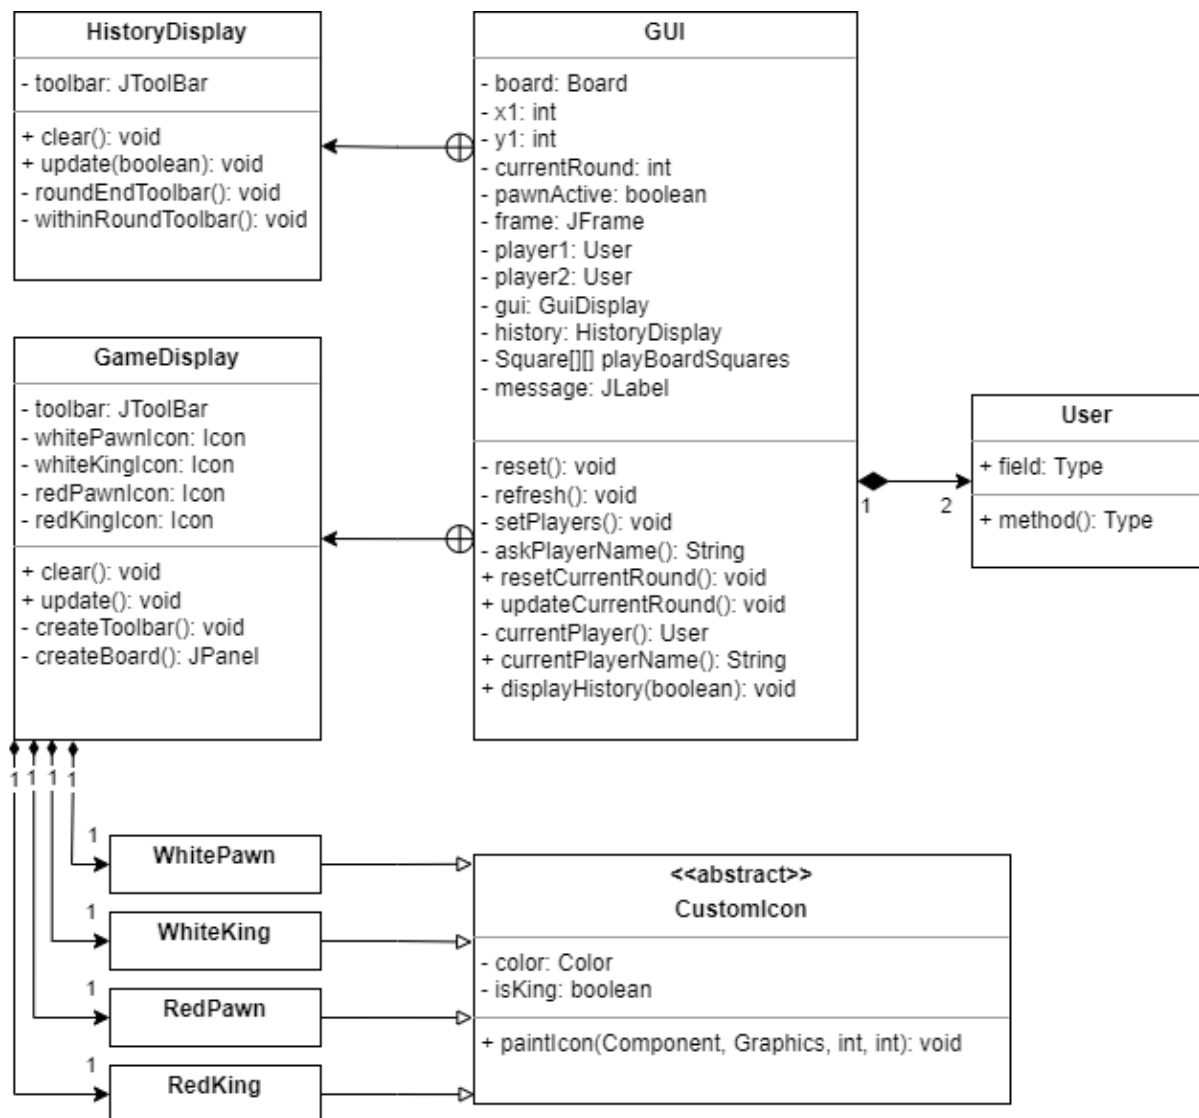 HistoryDisplay
- toolbar: JToolBar
+ clear(): void
+ update(boolean): void
- roundEndToolbar(): void
- withinRoundToolbar(): void
GUI
- board: Board
- x1: int
- y1: int
- currentRound: int
- pawnActive: boolean
- frame: JFrame
- player1: User
- player2: User
- gui: GuiDisplay
- history: HistoryDisplay
- Square[][] playBoardSquares
- message: JLabel
- reset(): void
- refresh(): void
- setPlayers(): void
- askPlayerName(): String
+ resetCurrentRound(): void
+ updateCurrentRound(): void
- currentPlayer(): User
+ currentPlayerName(): String
+ displayHistory(boolean): void
GameDisplay
- toolbar: JToolBar
- whitePawnIcon: Icon
- whiteKingIcon: Icon
- redPawnIcon: Icon
- redKingIcon: Icon
+ clear(): void
+ update(): void
- createToolbar(): void
- createBoard(): JPanel
1 2
User
+ field: Type
+ method(): Type
1 1 1 1
1
WhitePawn
1
WhiteKing
1
RedPawn
1
RedKing
<<abstract>>
CustomIcon
- color: Color
- isKing: boolean
+ paintIcon(Component, Graphics, int, int): void